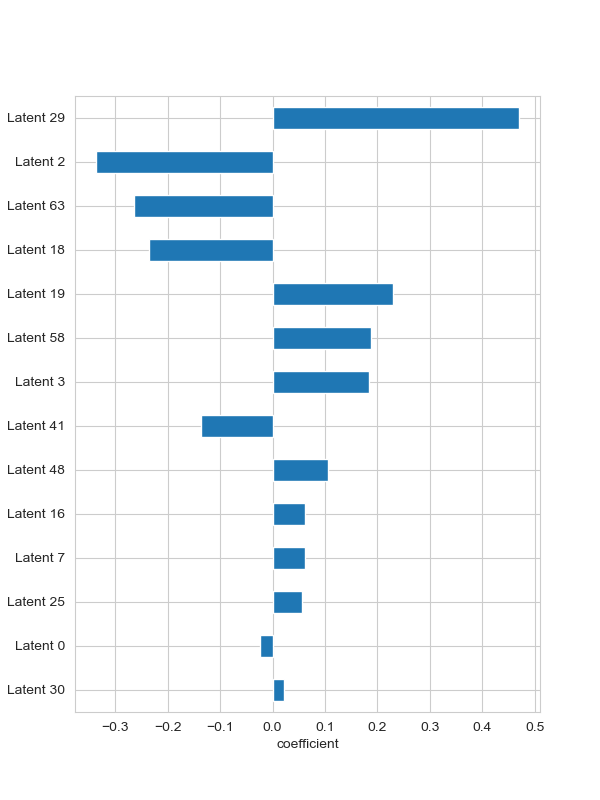 Latent 29
Latent 2
Latent 63
Latent 18
Latent 19
Latent 58
Latent 3
Latent 41
Latent 48
Latent 16
Latent 7
Latent 25
Latent 0
Latent 30
−0.3 −0.2 −0.1 0.0 0.1 0.2 0.3 0.4 0.5
coefficient